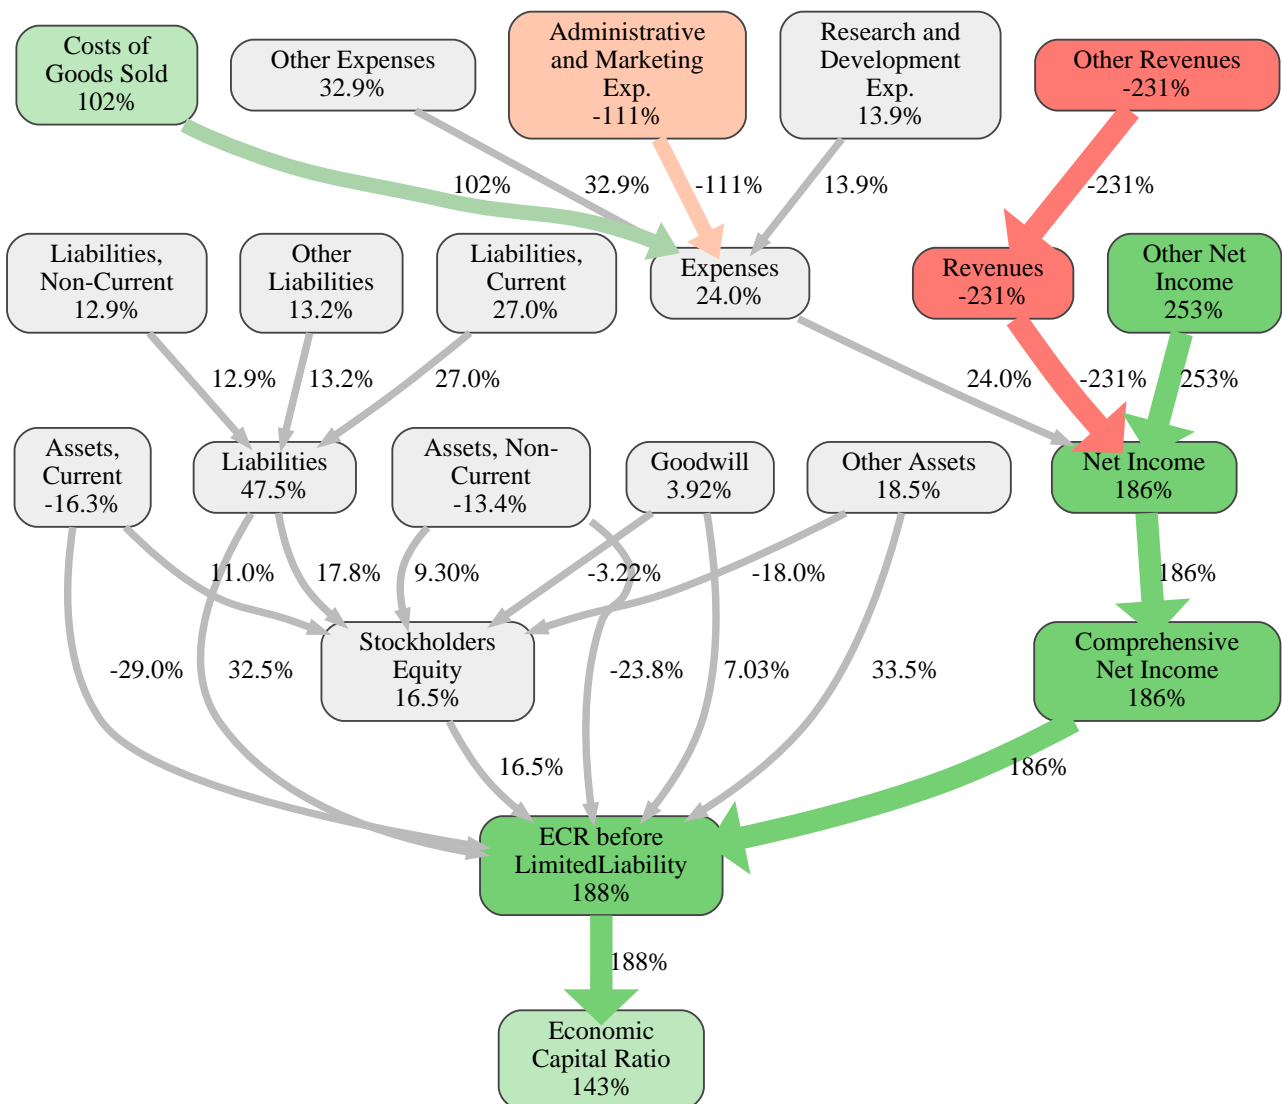 Costs of
Goods Sold
102%
Other Expenses
32.9%
Administrative
and Marketing
Exp.
-111%
Research and
Development
Exp.
13.9%
Other Revenues
-231%
102%
32.9%
-111%
13.9%
-231%
Liabilities,
Non-Current
12.9%
Other
Liabilities
13.2%
Liabilities,
Current
27.0%
Expenses
24.0%
Revenues
-231%
Other Net
Income
253%
12.9%
13.2%
27.0%
24.0%
-231%
253%
Assets,
Current
-16.3%
Liabilities
47.5%
Assets, Non-
Current
-13.4%
Goodwill
3.92%
Other Assets
18.5%
Net Income
186%
11.0%
17.8%
9.30%
-3.22%
-18.0%
186%
-29.0%
32.5%
Stockholders
Equity
16.5%
-23.8%
7.03%
33.5%
Comprehensive
Net Income
186%
16.5%
186%
ECR before
LimitedLiability
188%
188%
Economic
Capital Ratio
143%